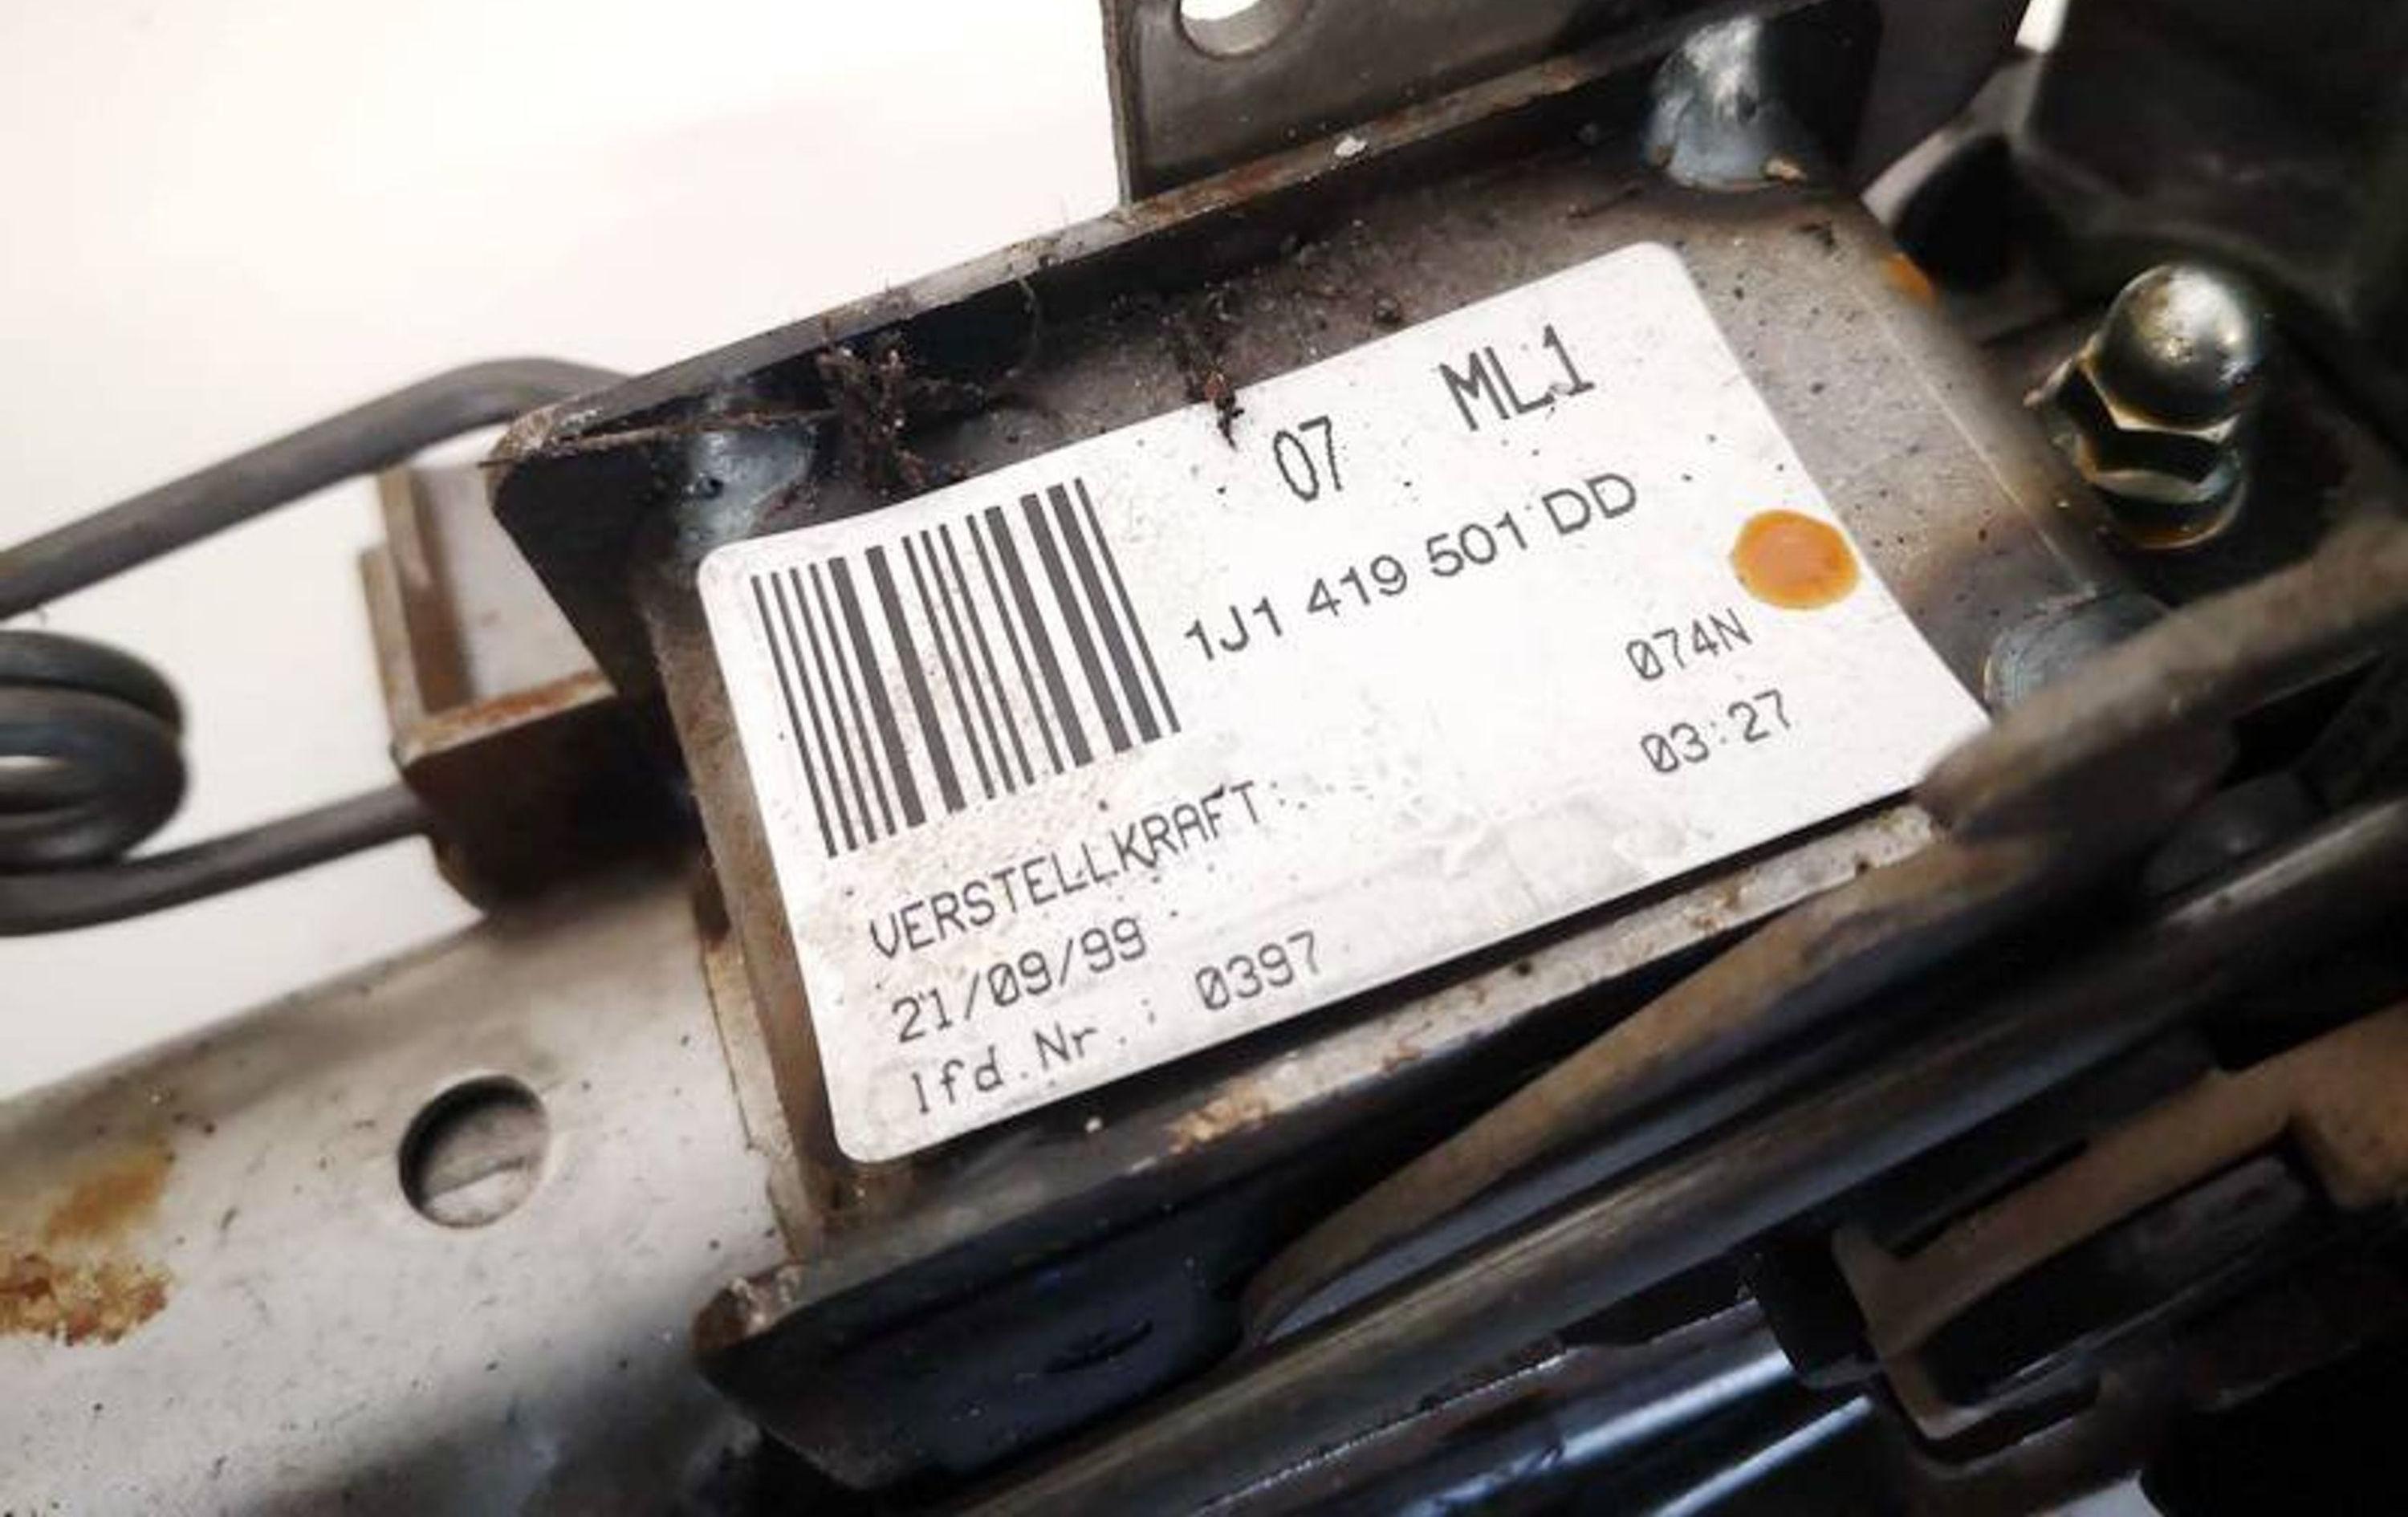 07 ML1
1J1 419 501 DD
074N
VERSTELLKRAFT: 03:27
21/09/99
lfd.Nr.: 0397